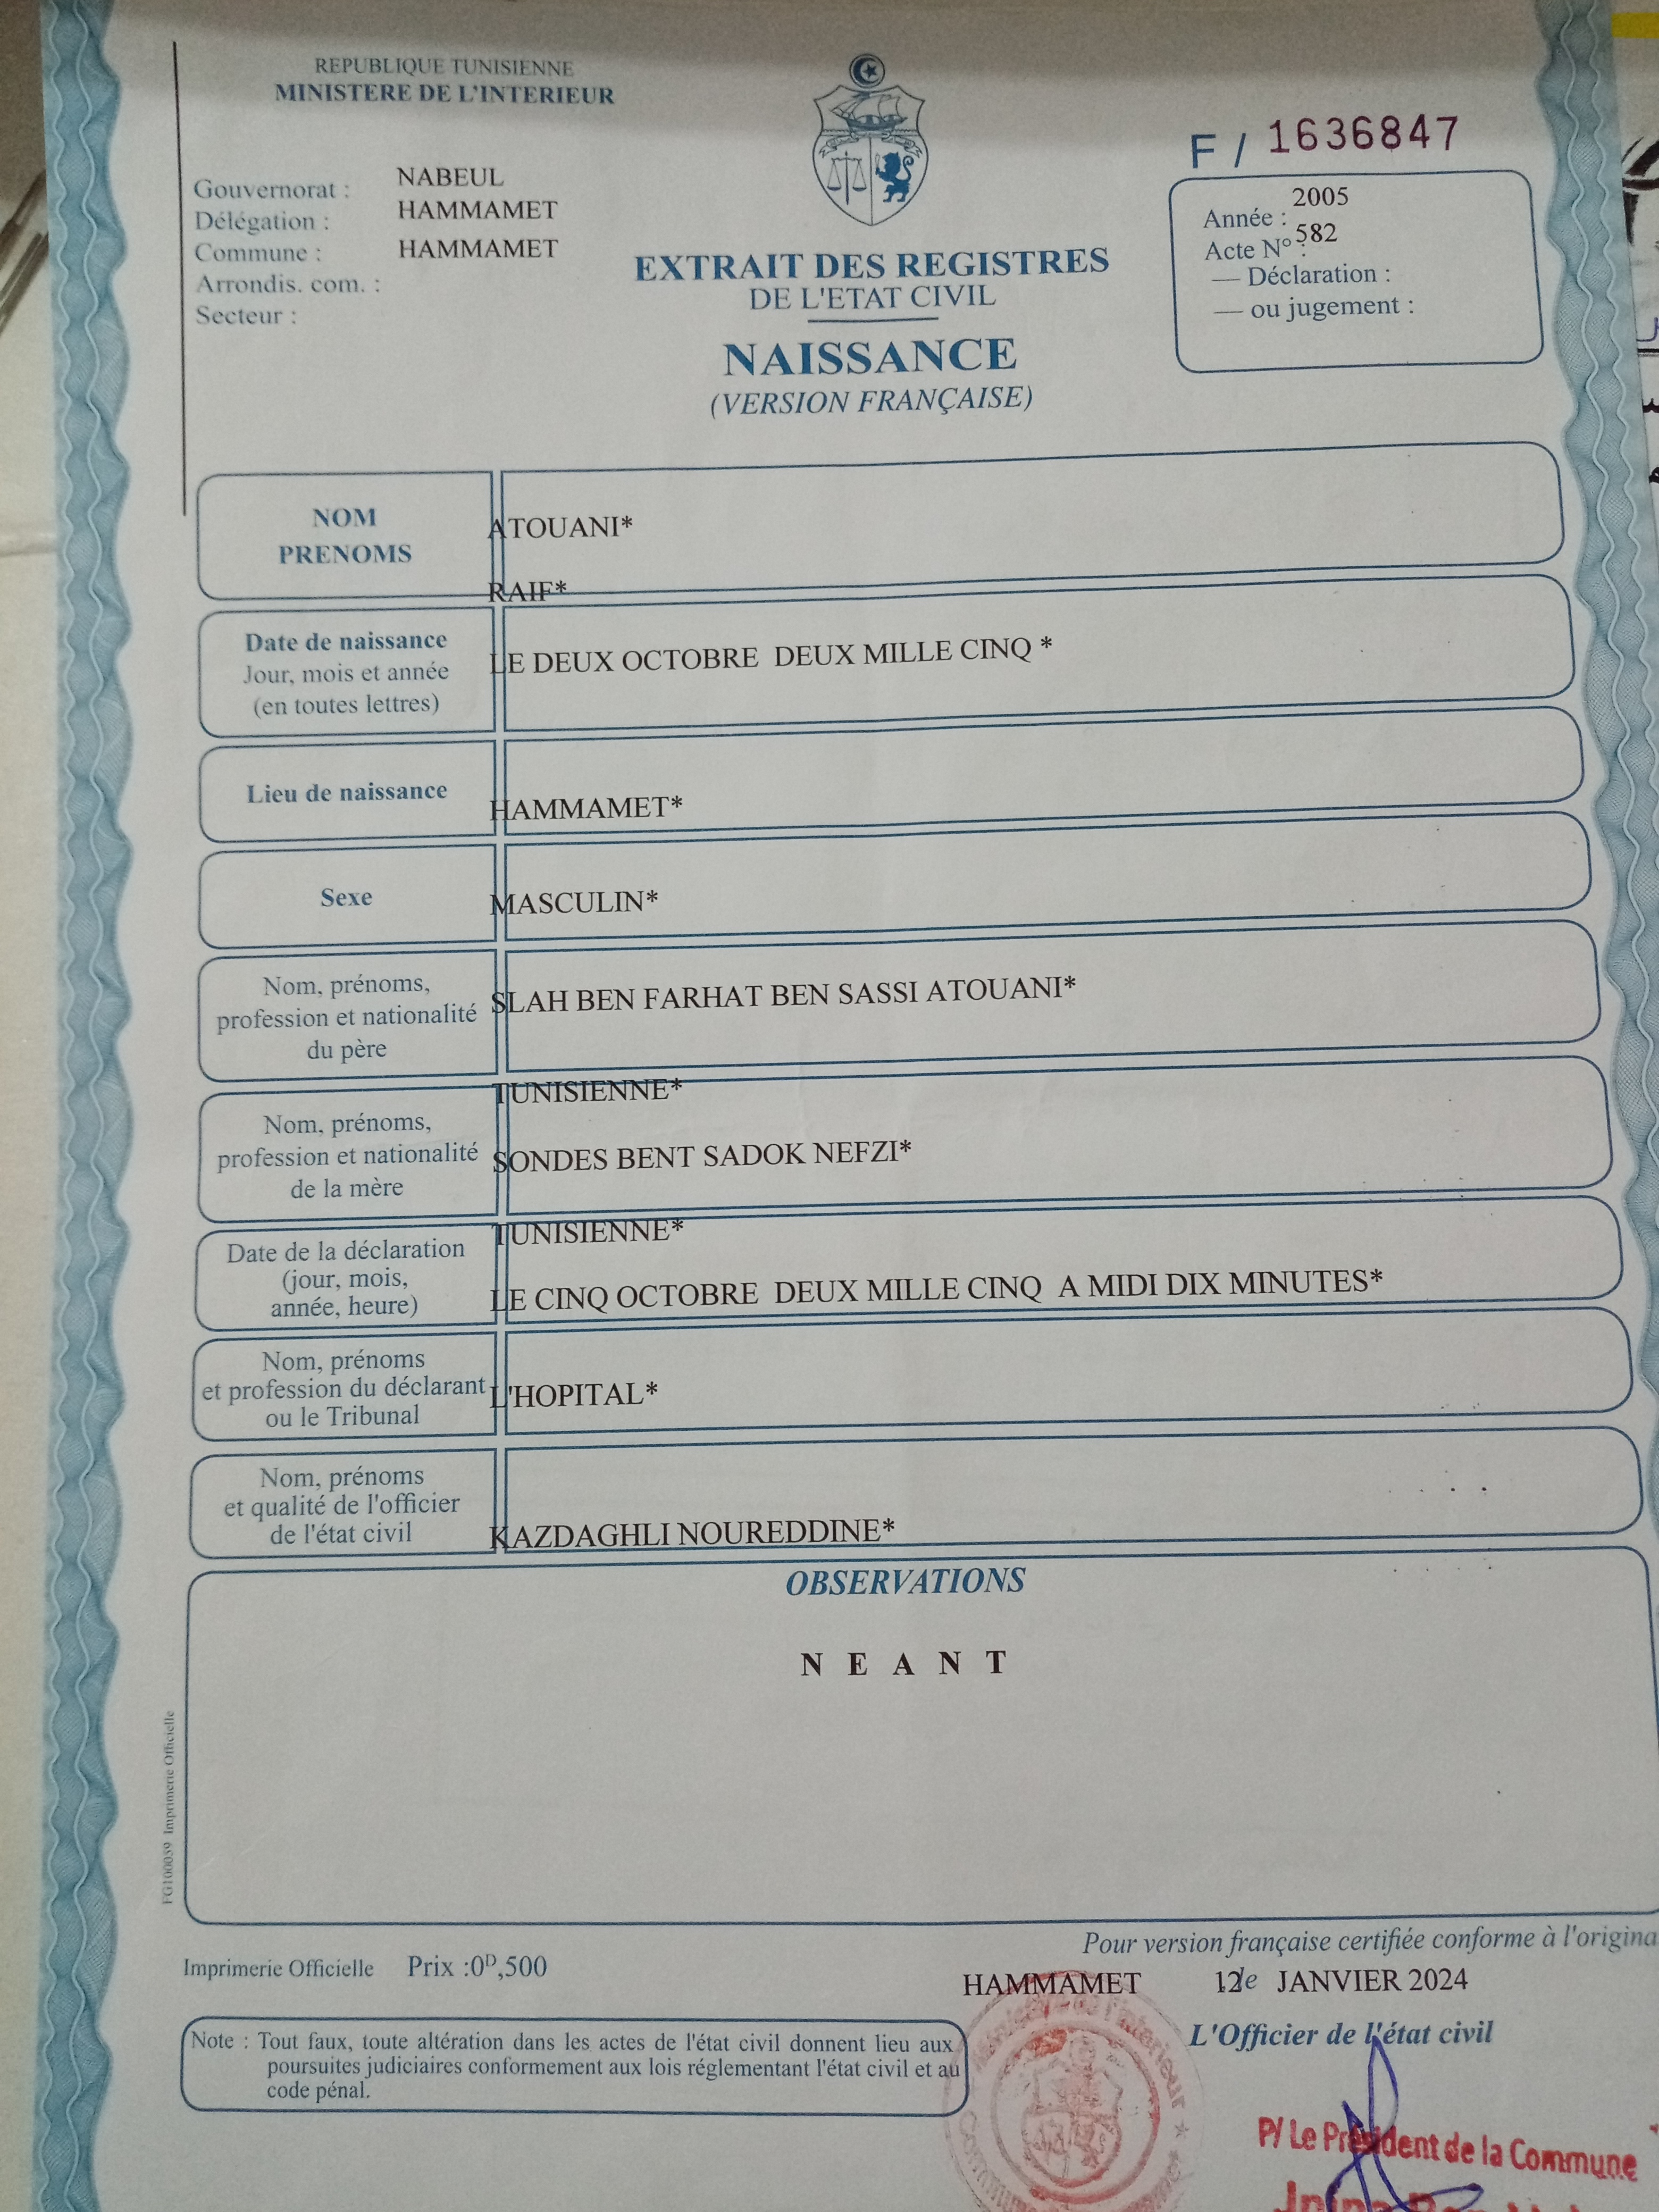 REPUBLIQUE TUNISIENNE
MINISTERE DE L'INTERIEUR
F / 1636847
Gouvernorat : NABEUL
Délégation : HAMMAMET
Commune : HAMMAMET
Arrondis. com. :
Secteur :
Année : 2005
Acte N° : 582
— Déclaration :
— ou jugement :
EXTRAIT DES REGISTRES
DE L'ETAT CIVIL
NAISSANCE
(VERSION FRANÇAISE)
NOM
PRENOMS
ATOUANI*
RAIF*
Date de naissance
Jour, mois et année
(en toutes lettres)
LE DEUX OCTOBRE DEUX MILLE CINQ *
Lieu de naissance
HAMMAMET*
Sexe
MASCULIN*
Nom, prénoms,
profession et nationalité
du père
SLAH BEN FARHAT BEN SASSI ATOUANI*
TUNISIENNE*
Nom, prénoms,
profession et nationalité
de la mère
SONDES BENT SADOK NEFZI*
TUNISIENNE*
Date de la déclaration
(jour, mois,
année, heure)
LE CINQ OCTOBRE DEUX MILLE CINQ A MIDI DIX MINUTES*
Nom, prénoms
et profession du déclarant
ou le Tribunal
L'HOPITAL*
Nom, prénoms
et qualité de l'officier
de l'état civil
KAZDAGHLI NOUREDDINE*
OBSERVATIONS
N E A N T
FG100059 Imprimerie Officielle
Pour version française certifiée conforme à l'origina
Imprimerie Officielle Prix :0ᴰ,500
HAMMAMET le 12 JANVIER 2024
L'Officier de l'état civil
Note : Tout faux, toute altération dans les actes de l'état civil donnent lieu aux
poursuites judiciaires conformement aux lois réglementant l'état civil et au
code pénal.
P/ Le Président de la Commune